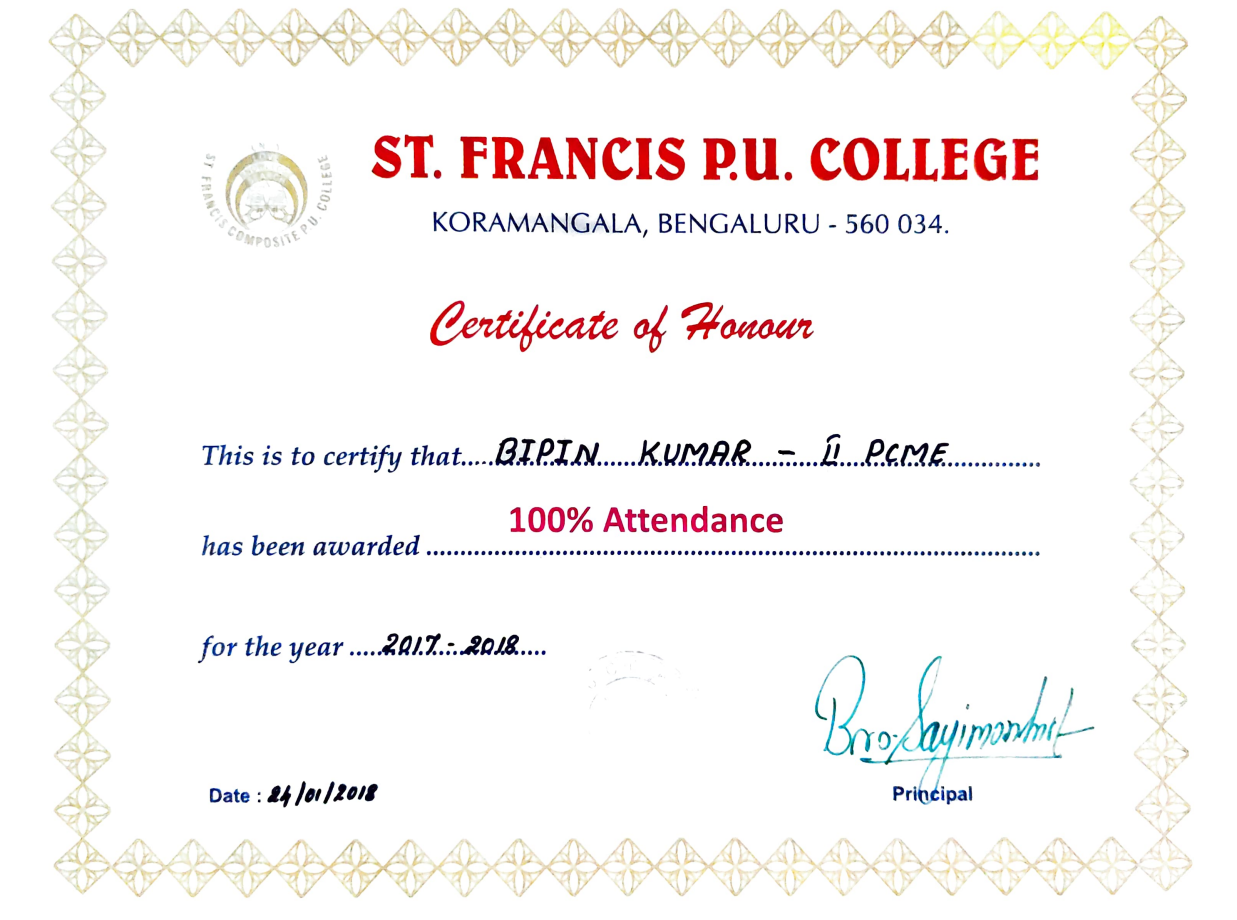 ST. FRANCIS P.U. COLLEGE
ST. FRANCIS COMPOSITE P.U. COLLEGE
KORAMANGALA, BENGALURU - 560 034.
Certificate of Honour
This is to certify that.... BIPIN KUMAR - II PCME
has been awarded 100% Attendance
for the year ..... 2017 - 2018 .....
Date : 24/01/2018
Bro.
Principal